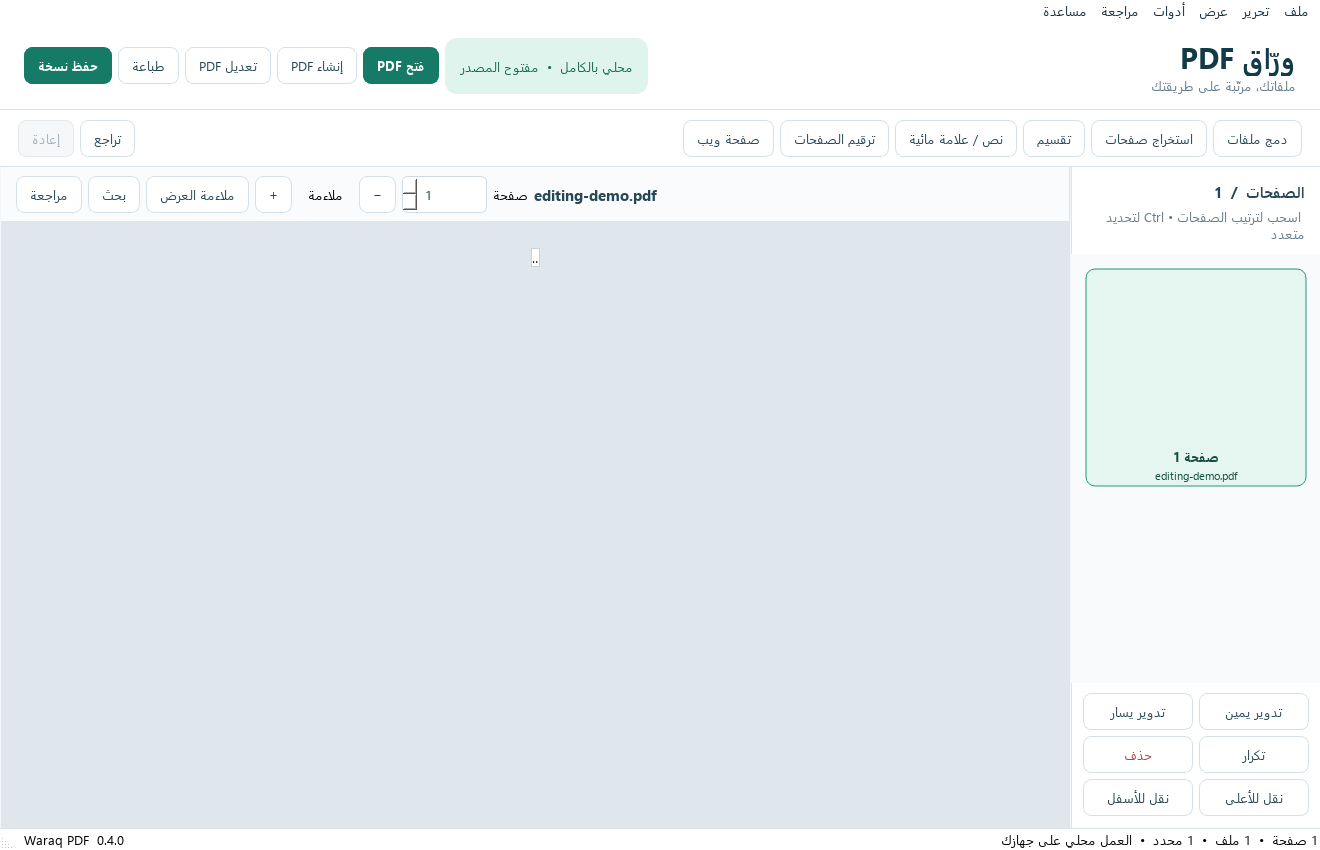 ملف تحرير عرض أدوات مراجعة مساعدة
ورّاق PDF
ملفاتك، مرتّبة على طريقتك
محلي بالكامل • مفتوح المصدر
فتح PDF
إنشاء PDF
تعديل PDF
طباعة
حفظ نسخة
دمج ملفات
استخراج صفحات
تقسيم
نص / علامة مائية
ترقيم الصفحات
صفحة ويب
تراجع
إعادة
الصفحات / 1
اسحب لترتيب الصفحات • Ctrl لتحديد
متعدد
editing-demo.pdf
صفحة
1
−
ملاءمة
+
ملاءمة العرض
بحث
مراجعة
..
صفحة 1
editing-demo.pdf
تدوير يمين
تدوير يسار
تكرار
حذف
نقل للأعلى
نقل للأسفل
1 صفحة • 1 ملف • 1 محدد • العمل محلي على جهازك
Waraq PDF 0.4.0